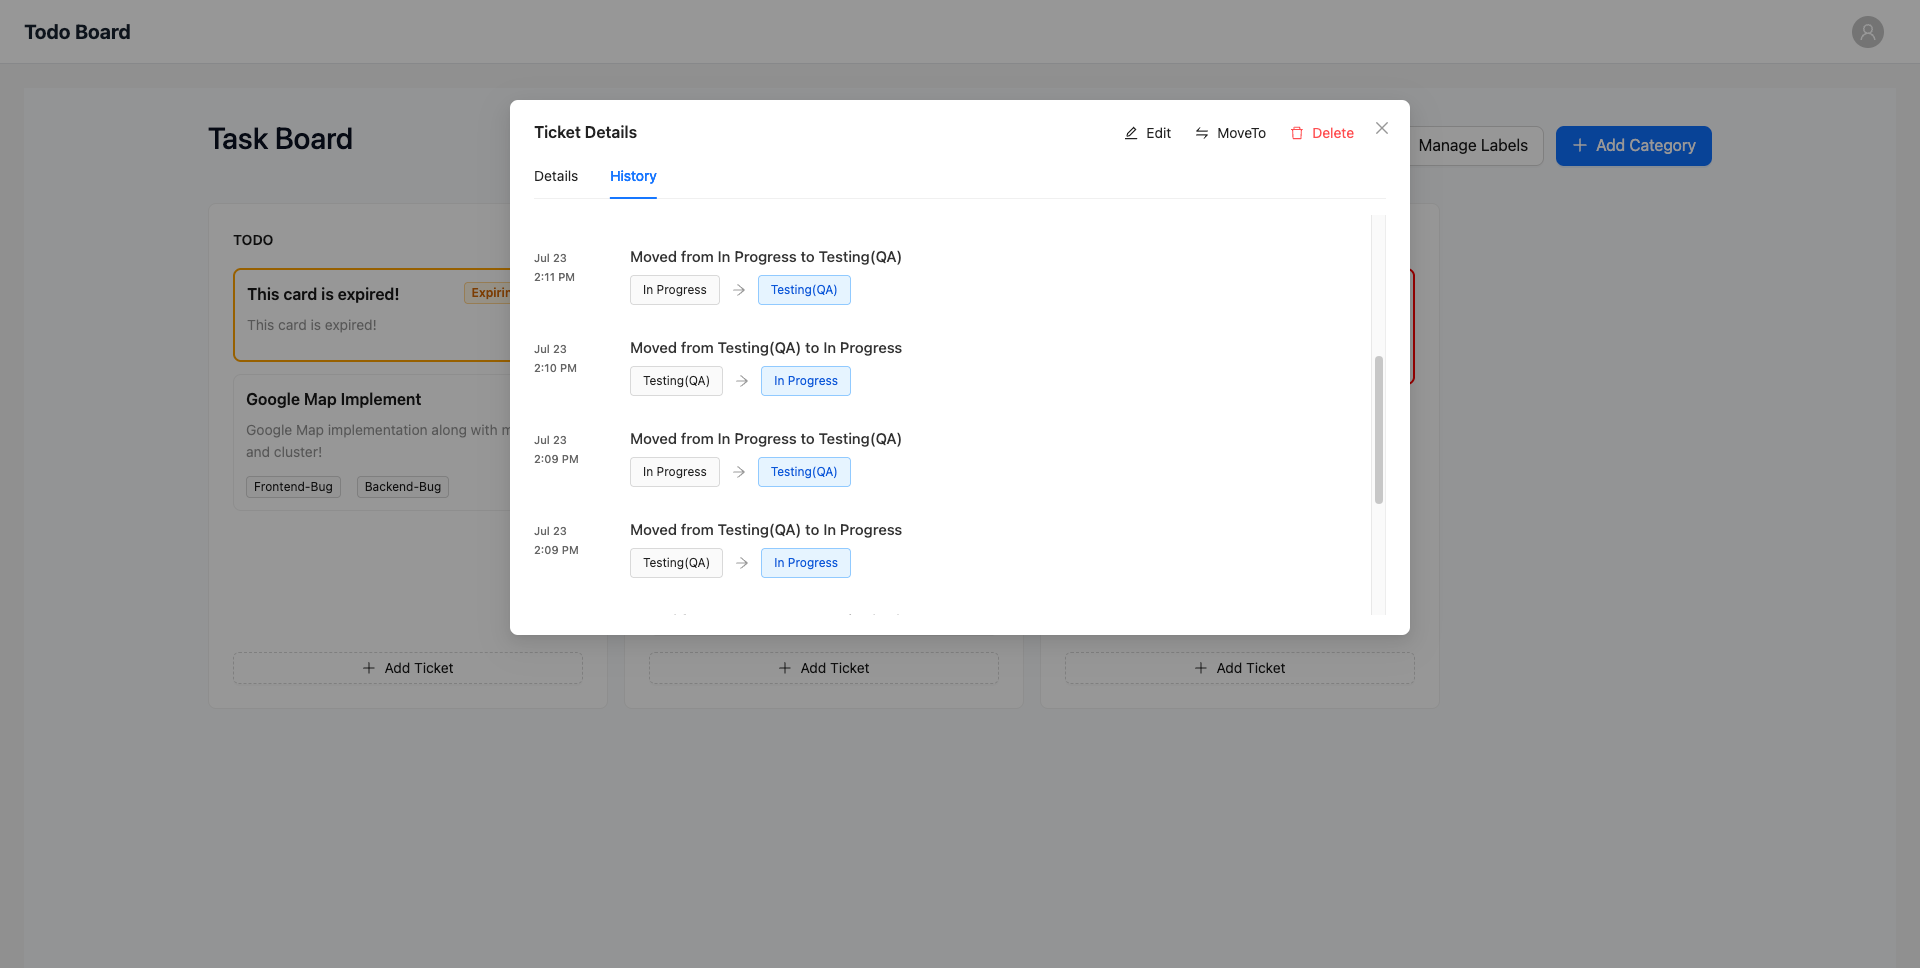 Todo Board
Task Board
Manage Labels
Add Category
TODO
This card is expired!
This card is expired!
Google Map Implement
Google Map implementation along with
and cluster!
Frontend-Bug Backend-Bug
Add Ticket
Add Ticket
Add Ticket
Ticket Details
Edit MoveTo Delete
Details History
Jul 23
2:11 PM
Moved from In Progress to Testing(QA)
In Progress → Testing(QA)
Jul 23
2:10 PM
Moved from Testing(QA) to In Progress
Testing(QA) → In Progress
Jul 23
2:09 PM
Moved from In Progress to Testing(QA)
In Progress → Testing(QA)
Jul 23
2:09 PM
Moved from Testing(QA) to In Progress
Testing(QA) → In Progress